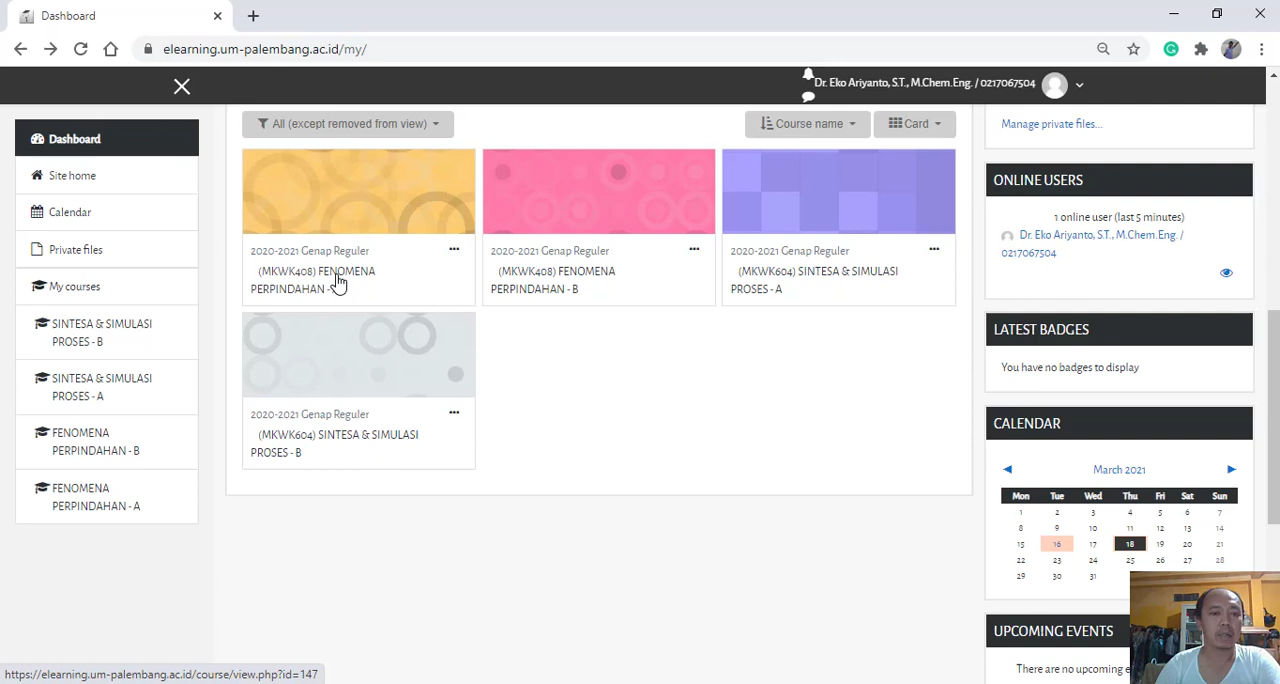 Dashboard
elearning.um-palembang.ac.id/my/
Dr. Eko Ariyanto, S.T., M.Chem.Eng. / 0217067504
Dashboard
Site home
Calendar
Private files
My courses
SINTESA & SIMULASI
PROSES - B
SINTESA & SIMULASI
PROSES - A
FENOMENA
PERPINDAHAN - B
FENOMENA
PERPINDAHAN - A
All (except removed from view)
Course name
Card
2020-2021 Genap Reguler
(MKWK408) FENOMENA
PERPINDAHAN -
2020-2021 Genap Reguler
(MKWK408) FENOMENA
PERPINDAHAN - B
2020-2021 Genap Reguler
(MKWK604) SINTESA & SIMULASI
PROSES - A
2020-2021 Genap Reguler
(MKWK604) SINTESA & SIMULASI
PROSES - B
Manage private files...
ONLINE USERS
1 online user (last 5 minutes)
Dr. Eko Ariyanto, S.T., M.Chem.Eng. /
0217067504
LATEST BADGES
You have no badges to display
CALENDAR
March 2021
Mon Tue Wed Thu Fri Sat Sun
1 2 3 4 5 6 7
8 9 10 11 12 13 14
15 16 17 18 19 20 21
22 23 24 25 26 27 28
29 30 31
UPCOMING EVENTS
There are no upcoming
https://elearning.um-palembang.ac.id/course/view.php?id=147